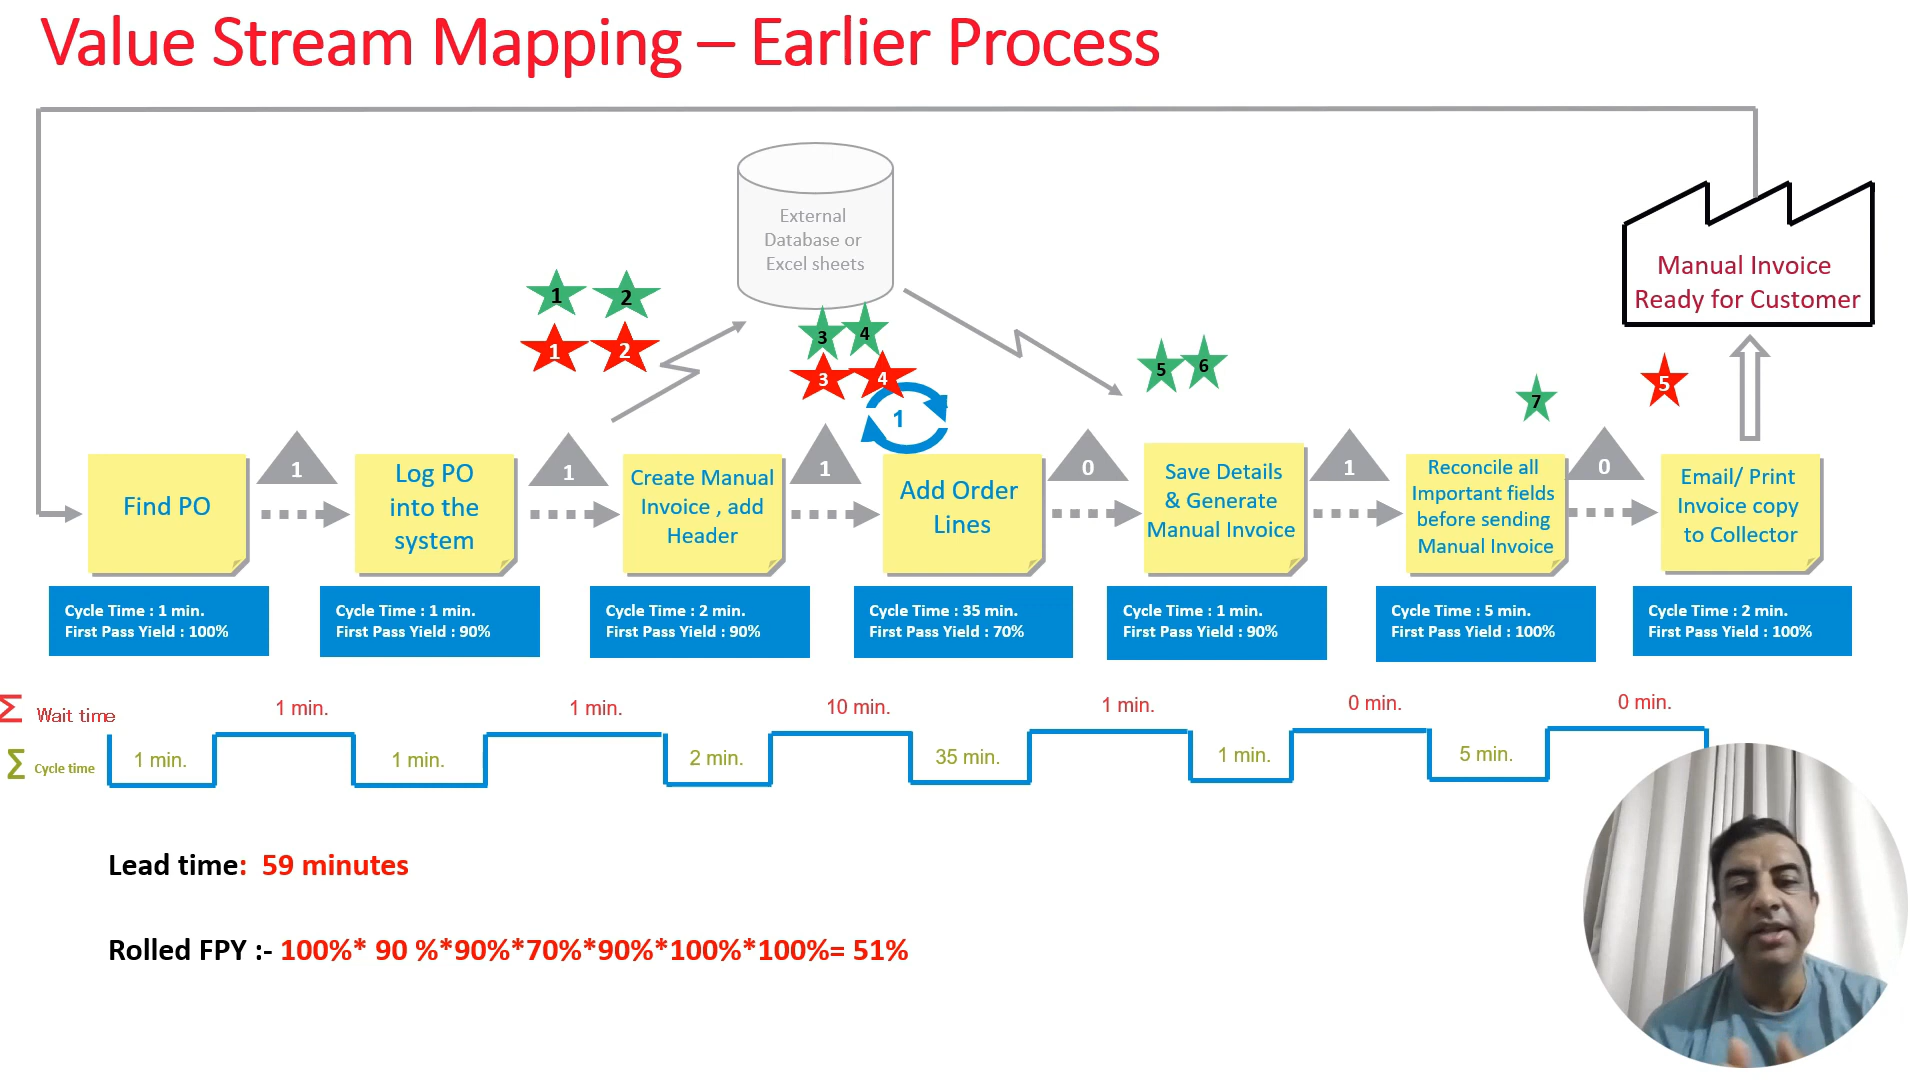 Value Stream Mapping – Earlier Process
External
Database or
Excel sheets
Manual Invoice
Ready for Customer
1
2
1
2
3
4
3
4
1
5
6
7
5
Find PO
1
Log PO
into the
system
1
Create Manual
Invoice , add
Header
1
Add Order
Lines
0
Save Details
& Generate
Manual Invoice
1
Reconcile all
Important fields
before sending
Manual Invoice
0
Email/ Print
Invoice copy
to Collector
Cycle Time : 1 min.
First Pass Yield : 100%
Cycle Time : 1 min.
First Pass Yield : 90%
Cycle Time : 2 min.
First Pass Yield : 90%
Cycle Time : 35 min.
First Pass Yield : 70%
Cycle Time : 1 min.
First Pass Yield : 90%
Cycle Time : 5 min.
First Pass Yield : 100%
Cycle Time : 2 min.
First Pass Yield : 100%
Σ Wait time
1 min.
1 min.
10 min.
1 min.
0 min.
0 min.
Σ Cycle time
1 min.
1 min.
2 min.
35 min.
1 min.
5 min.
Lead time: 59 minutes
Rolled FPY :- 100%* 90 %*90%*70%*90%*100%*100%= 51%